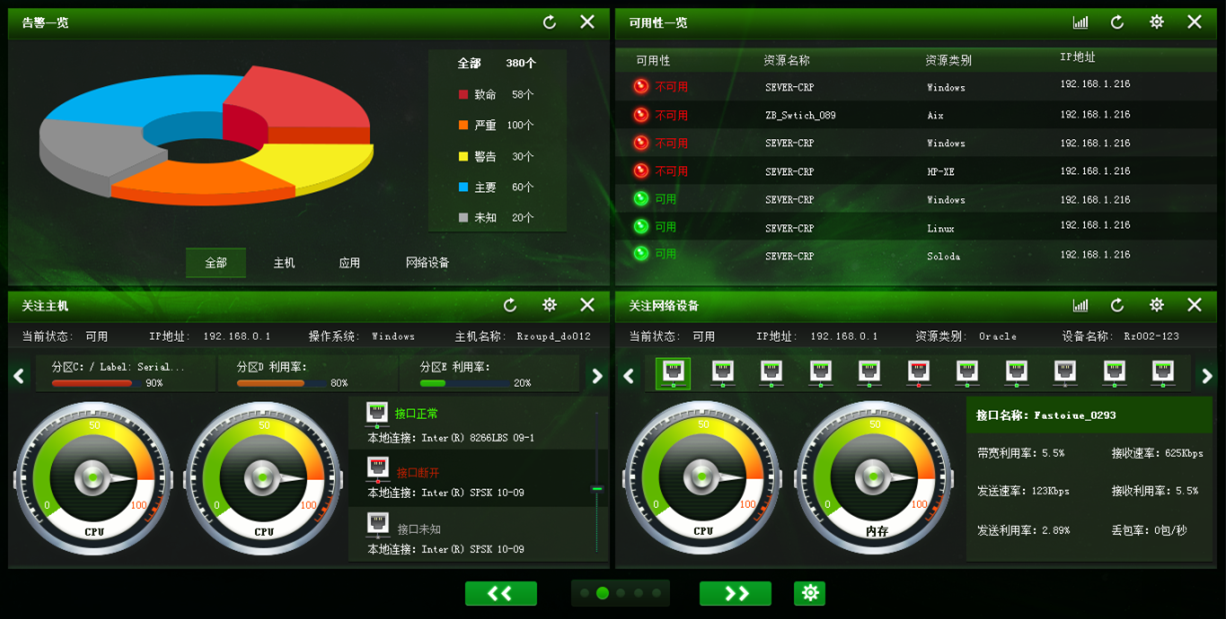 告警一览
全部 380个
致命 58个
严重 100个
警告 30个
主要 60个
未知 20个
全部 主机 应用 网络设备
可用性一览
可用性 资源名称 资源类别 IP地址
不可用 SEVER-CRP Windows 192.168.1.216
不可用 ZB_Swtich_089 Aix 192.168.1.216
不可用 SEVER-CRP Windows 192.168.1.216
不可用 SEVER-CRP HP-XE 192.168.1.216
可用 SEVER-CRP Windows 192.168.1.216
可用 SEVER-CRP Linux 192.168.1.216
可用 SEVER-CRP Soloda 192.168.1.216
关注主机
当前状态: 可用 IP地址: 192.168.0.1 操作系统: Windows 主机名称: Rzoupd_do012
分区C: / Label: Serial... 分区D 利用率: 分区E 利用率:
90% 80% 20%
50 50
0 100 0 100
CPU CPU
接口正常
本地连接: Inter(R) 8266LBS 09-1
接口断开
本地连接: Inter(R) SPSK 10-09
接口未知
本地连接: Inter(R) SPSK 10-09
关注网络设备
当前状态: 可用 IP地址: 192.168.0.1 资源类别: Oracle 设备名称: Rz002-123
50 50
0 100 0 100
CPU 内存
接口名称: Fastoiue_0293
带宽利用率: 5.5% 接收速率: 625Kbps
发送速率: 123Kbps 接收利用率: 5.5%
发送利用率: 2.89% 丢包率: 0包/秒